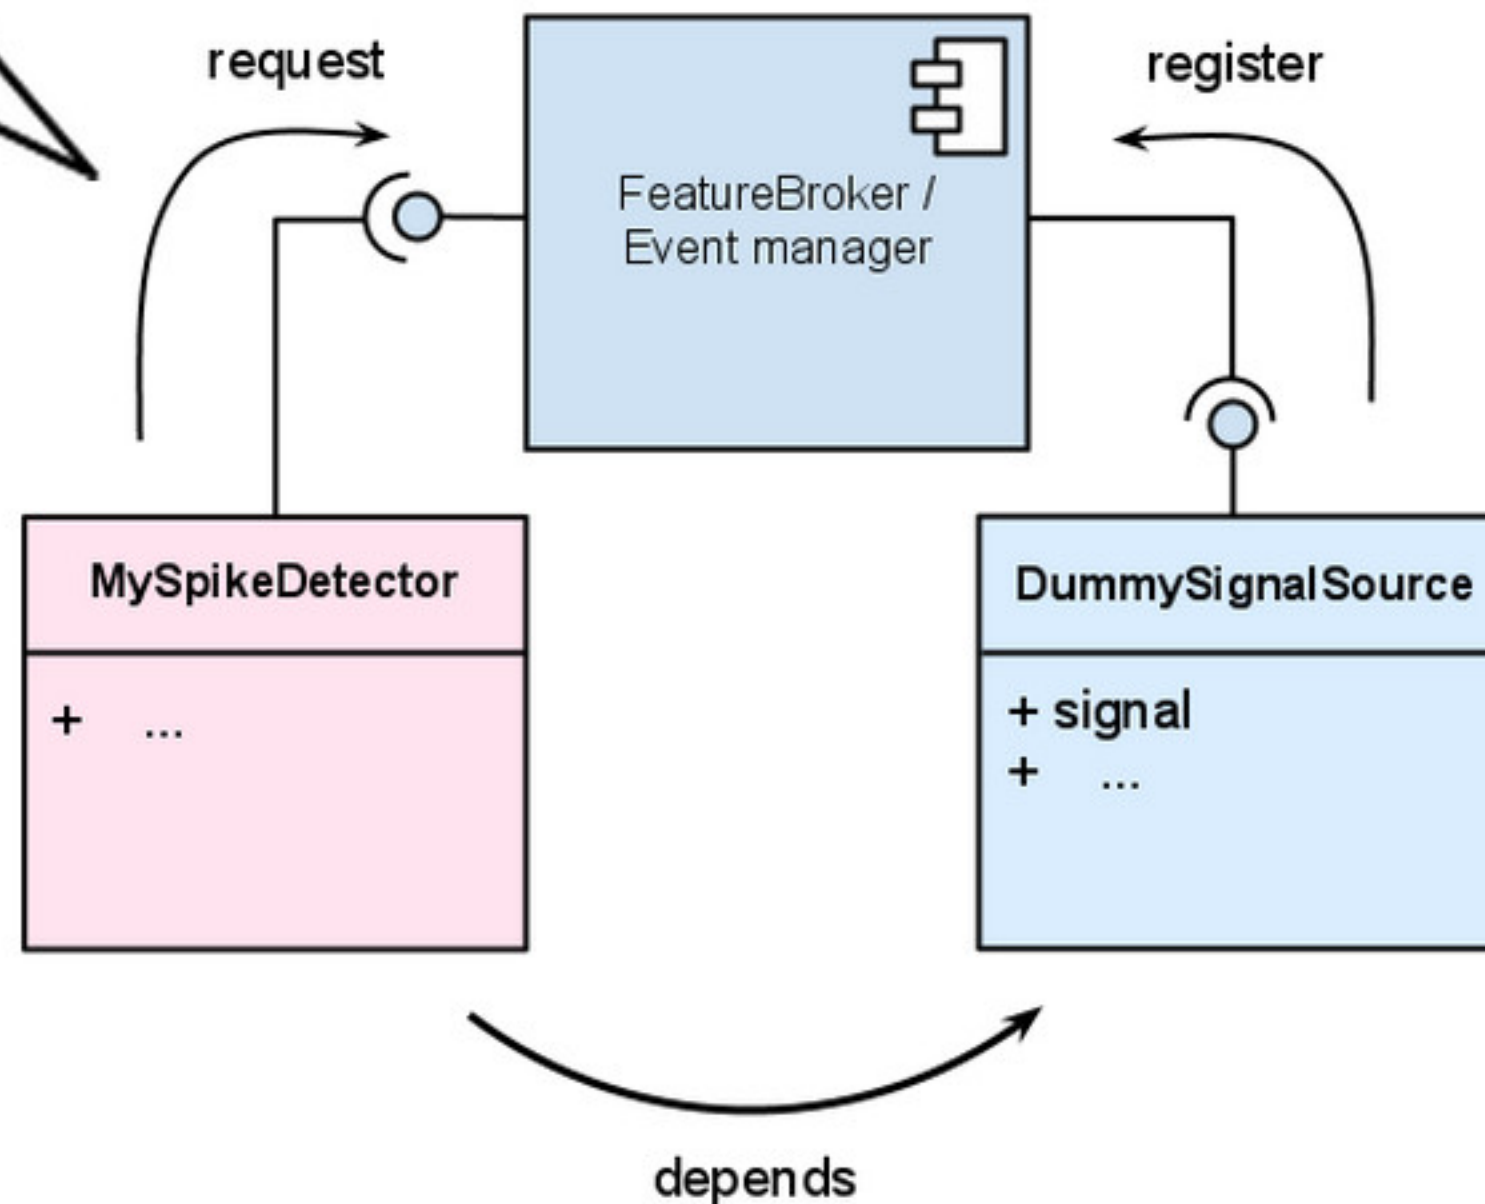 request
register
FeatureBroker /
Event manager
MySpikeDetector
+ ...
DummySignalSource
+ signal
+ ...
depends